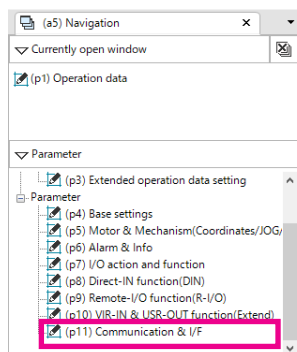 (a5) Navigation
Currently open window
(p1) Operation data
Parameter
(p3) Extended operation data setting
Parameter
(p4) Base settings
(p5) Motor & Mechanism(Coordinates/JOG/
(p6) Alarm & Info
(p7) I/O action and function
(p8) Direct-IN function(DIN)
(p9) Remote-I/O function(R-I/O)
(p10) VIR-IN & USR-OUT function(Extend)
(p11) Communication & I/F